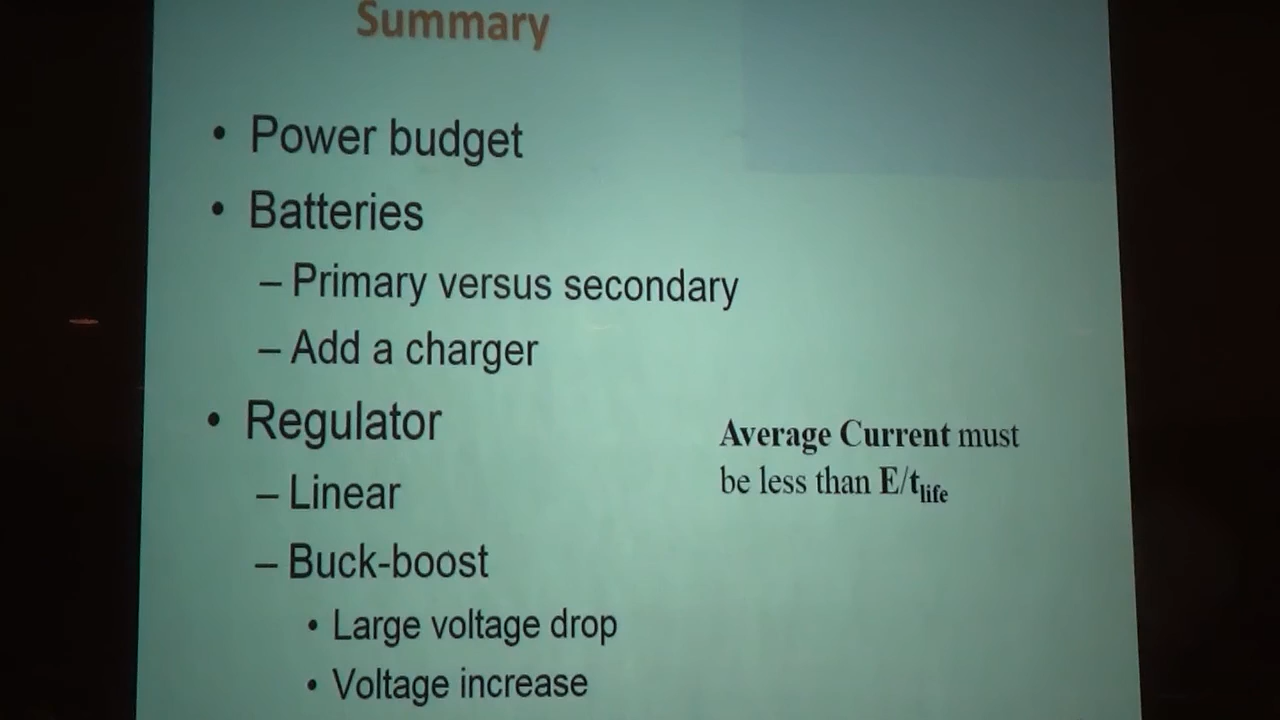 Summary
• Power budget
• Batteries
– Primary versus secondary
– Add a charger
• Regulator
– Linear
– Buck-boost
• Large voltage drop
• Voltage increase
Average Current must
be less than E/tlife